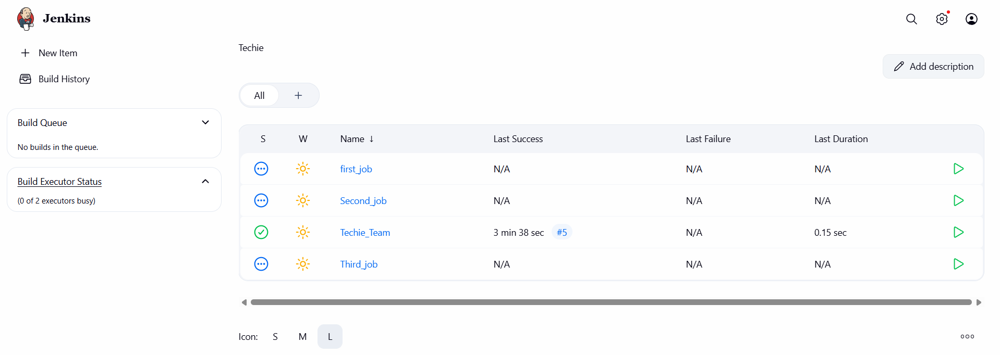 Jenkins
New Item
Build History
Build Queue
No builds in the queue.
Build Executor Status
(0 of 2 executors busy)
Techie
Add description
All +
S W Name ↓ Last Success Last Failure Last Duration
first_job N/A N/A N/A
Second_job N/A N/A N/A
Techie_Team 3 min 38 sec #5 N/A 0.15 sec
Third_job N/A N/A N/A
Icon: S M L